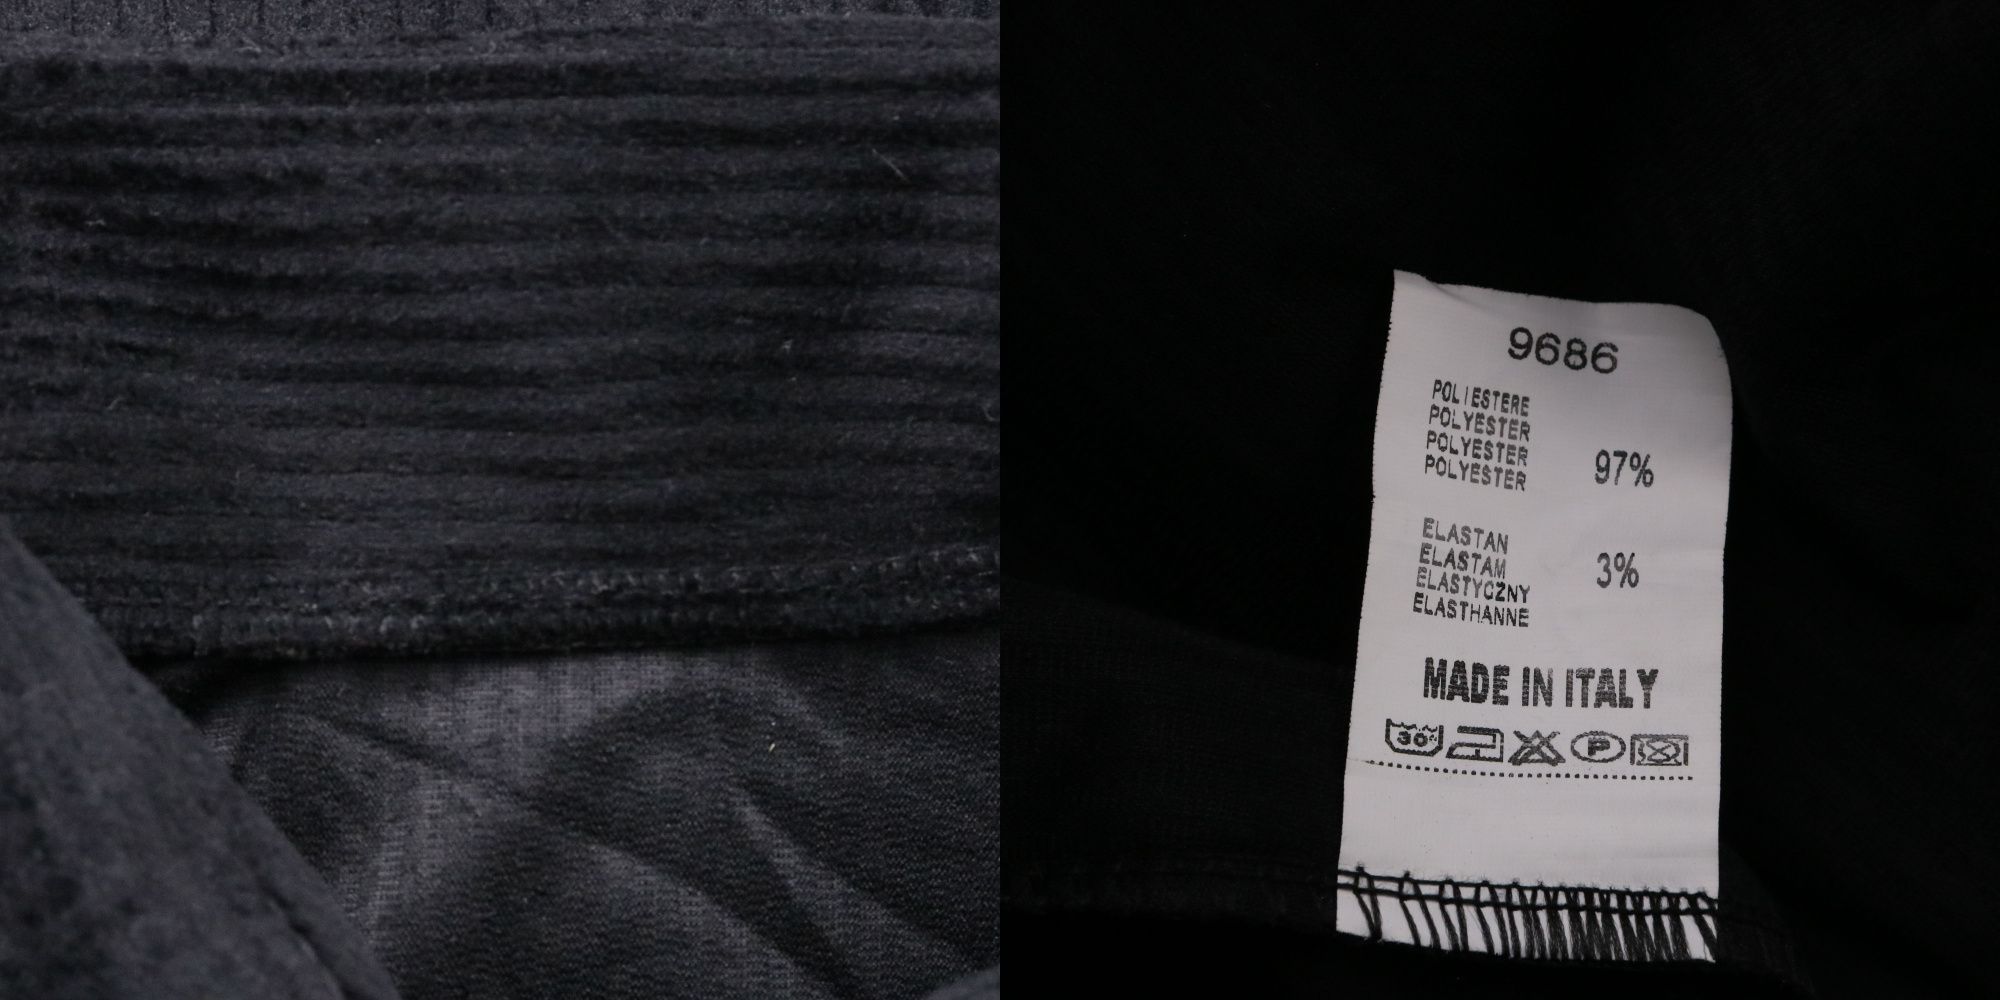 9686
POLIESTERE
POLYESTER
POLYESTER
POLYESTER
97%
ELASTAN
ELASTAM
ELASTYCZNY
ELASTHANNE
3%
MADE IN ITALY
30° P